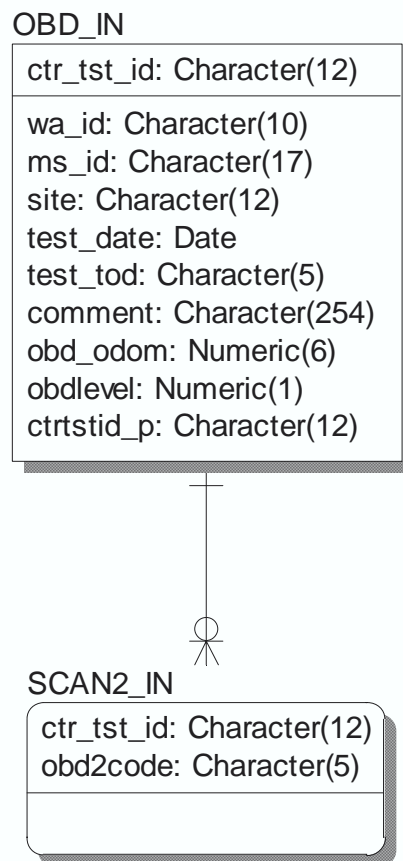 OBD_IN
ctr_tst_id: Character(12)
wa_id: Character(10)
ms_id: Character(17)
site: Character(12)
test_date: Date
test_tod: Character(5)
comment: Character(254)
obd_odom: Numeric(6)
obdlevel: Numeric(1)
ctrtstid_p: Character(12)
SCAN2_IN
ctr_tst_id: Character(12)
obd2code: Character(5)